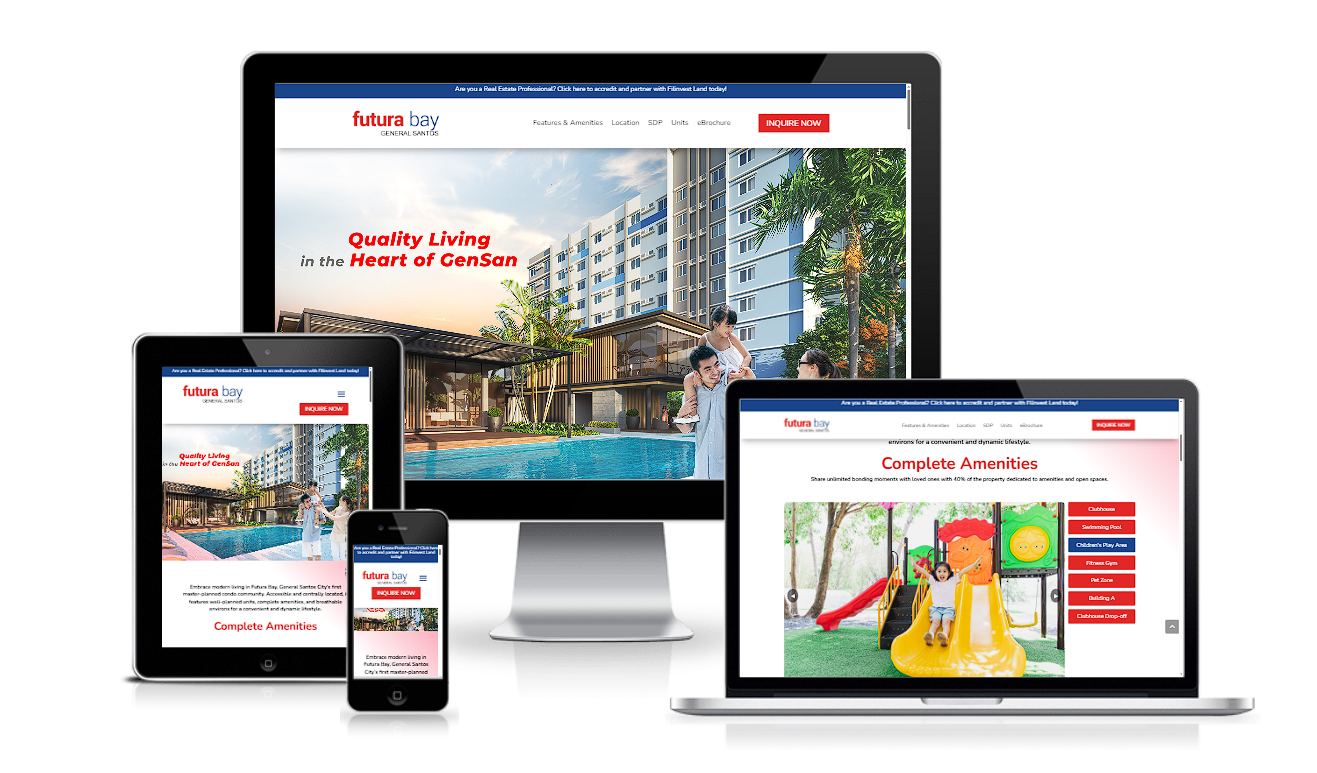 Are you a Real Estate Professional? Click here to accredit and partner with Filinvest Land today!
futura bay
GENERAL SANTOS
Features & Amenities Location SDP Units eBrochure
INQUIRE NOW
Quality Living
in the Heart of GenSan
Are you a Real Estate Professional? Click here to accredit and partner with Filinvest Land today!
futura bay
GENERAL SANTOS
INQUIRE NOW
Quality Living
in the Heart of GenSan
Embrace modern living in Futura Bay, General Santos City's first
master-planned condo community. Accessible and centrally located,
features well-planned units, complete amenities, and breathable
environs for a convenient and dynamic lifestyle.
Complete Amenities
Are you a Real Estate Professional? Click here
to accredit and partner with Filinvest Land
today!
futura bay
GENERAL SANTOS
INQUIRE NOW
Embrace modern living in
Futura Bay, General Santos
City's first master-planned
Are you a Real Estate Professional? Click here to accredit and partner with Filinvest Land today!
futura bay
GENERAL SANTOS
Features & Amenities Location SDP Units eBrochure
INQUIRE NOW
environs for a convenient and dynamic lifestyle.
Complete Amenities
Share unlimited bonding moments with loved ones with 40% of the property dedicated to amenities and open spaces.
Clubhouse
Swimming Pool
Children's Play Area
Fitness Gym
Pet Zone
Building A
Clubhouse Drop-off